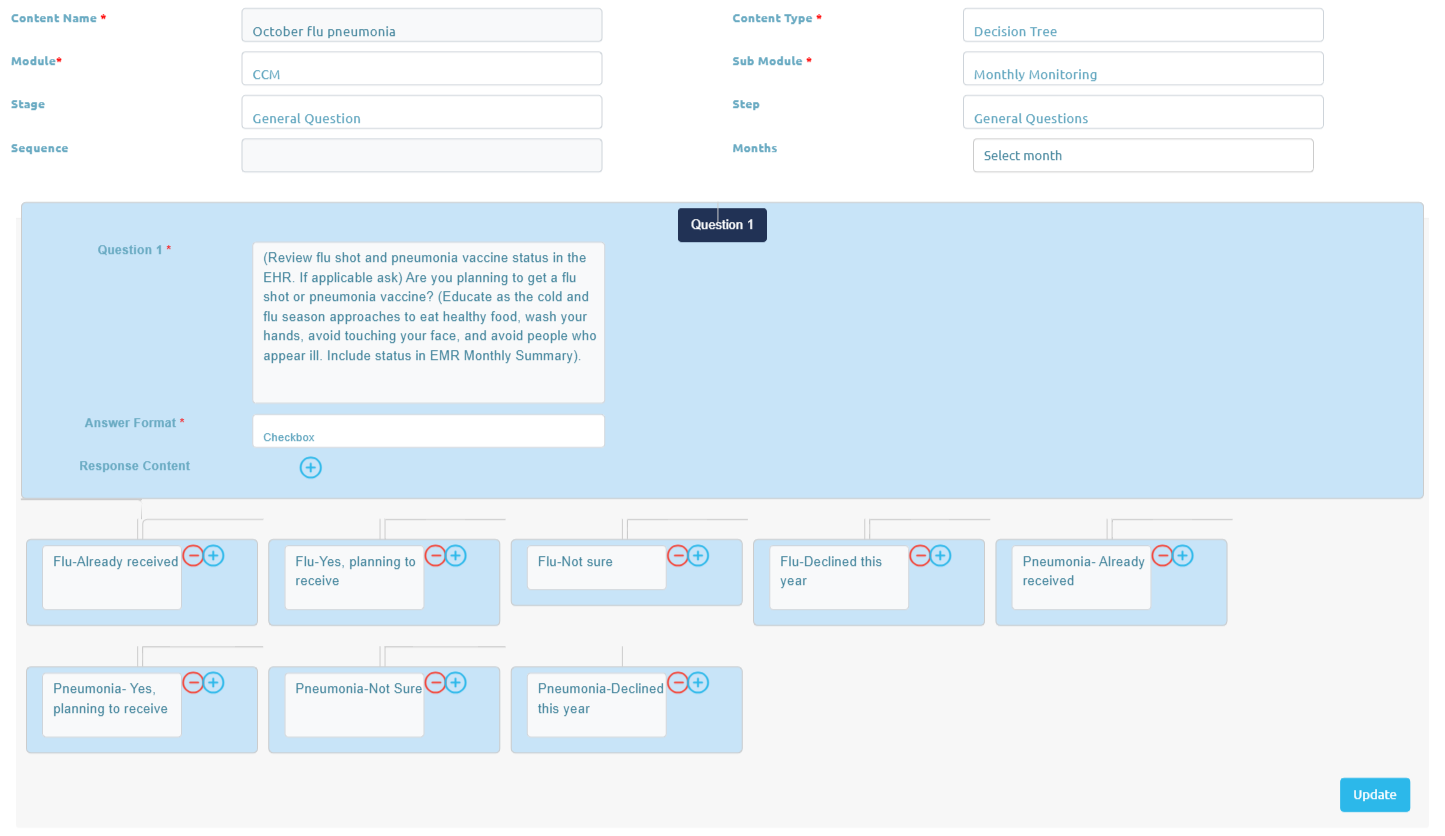 Content Name *
October flu pneumonia
Content Type *
Decision Tree
Module*
CCM
Sub Module *
Monthly Monitoring
Stage
General Question
Step
General Questions
Sequence
Months
Select month
Question 1
Question 1 *
(Review flu shot and pneumonia vaccine status in the
EHR. If applicable ask) Are you planning to get a flu
shot or pneumonia vaccine? (Educate as the cold and
flu season approaches to eat healthy food, wash your
hands, avoid touching your face, and avoid people who
appear ill. Include status in EMR Monthly Summary).
Answer Format *
Checkbox
Response Content
Flu-Already received
Flu-Yes, planning to
receive
Flu-Not sure
Flu-Declined this
year
Pneumonia- Already
received
Pneumonia- Yes,
planning to receive
Pneumonia-Not Sure
Pneumonia-Declined
this year
Update